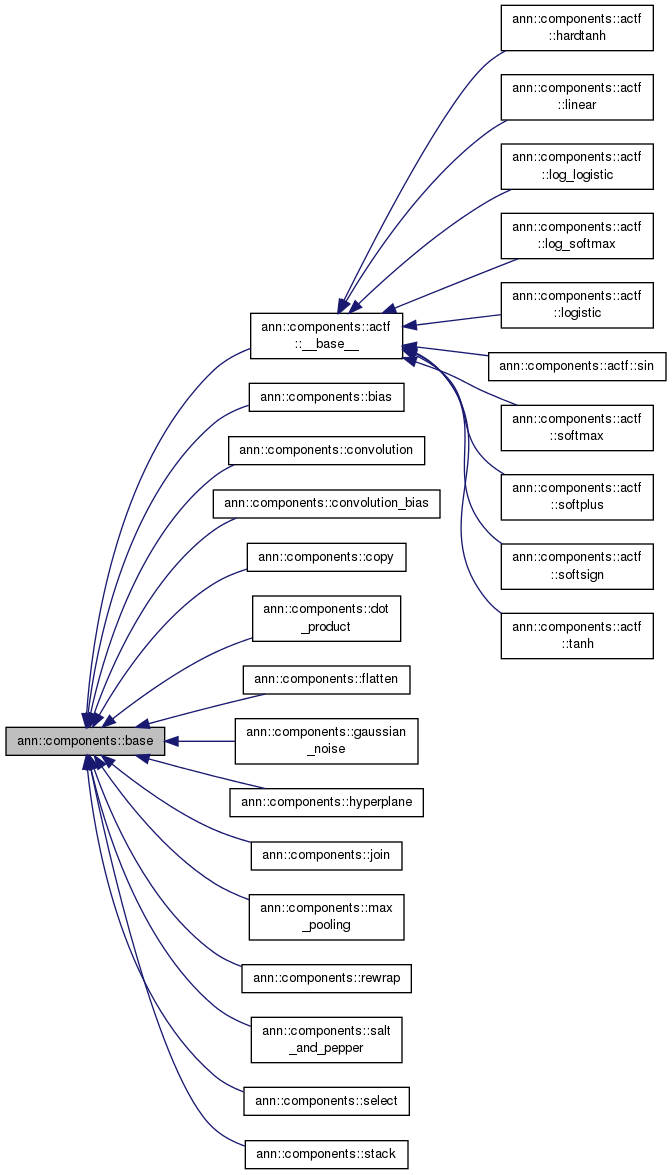 ann::components::actf
::hardtanh
ann::components::actf
::linear
ann::components::actf
::log_logistic
ann::components::actf
::log_softmax
ann::components::actf
::logistic
ann::components::actf
::__base__
ann::components::actf::sin
ann::components::bias
ann::components::actf
::softmax
ann::components::convolution
ann::components::actf
::softplus
ann::components::convolution_bias
ann::components::copy
ann::components::actf
::softsign
ann::components::dot
_product
ann::components::actf
::tanh
ann::components::flatten
ann::components::base
ann::components::gaussian
_noise
ann::components::hyperplane
ann::components::join
ann::components::max
_pooling
ann::components::rewrap
ann::components::salt
_and_pepper
ann::components::select
ann::components::stack